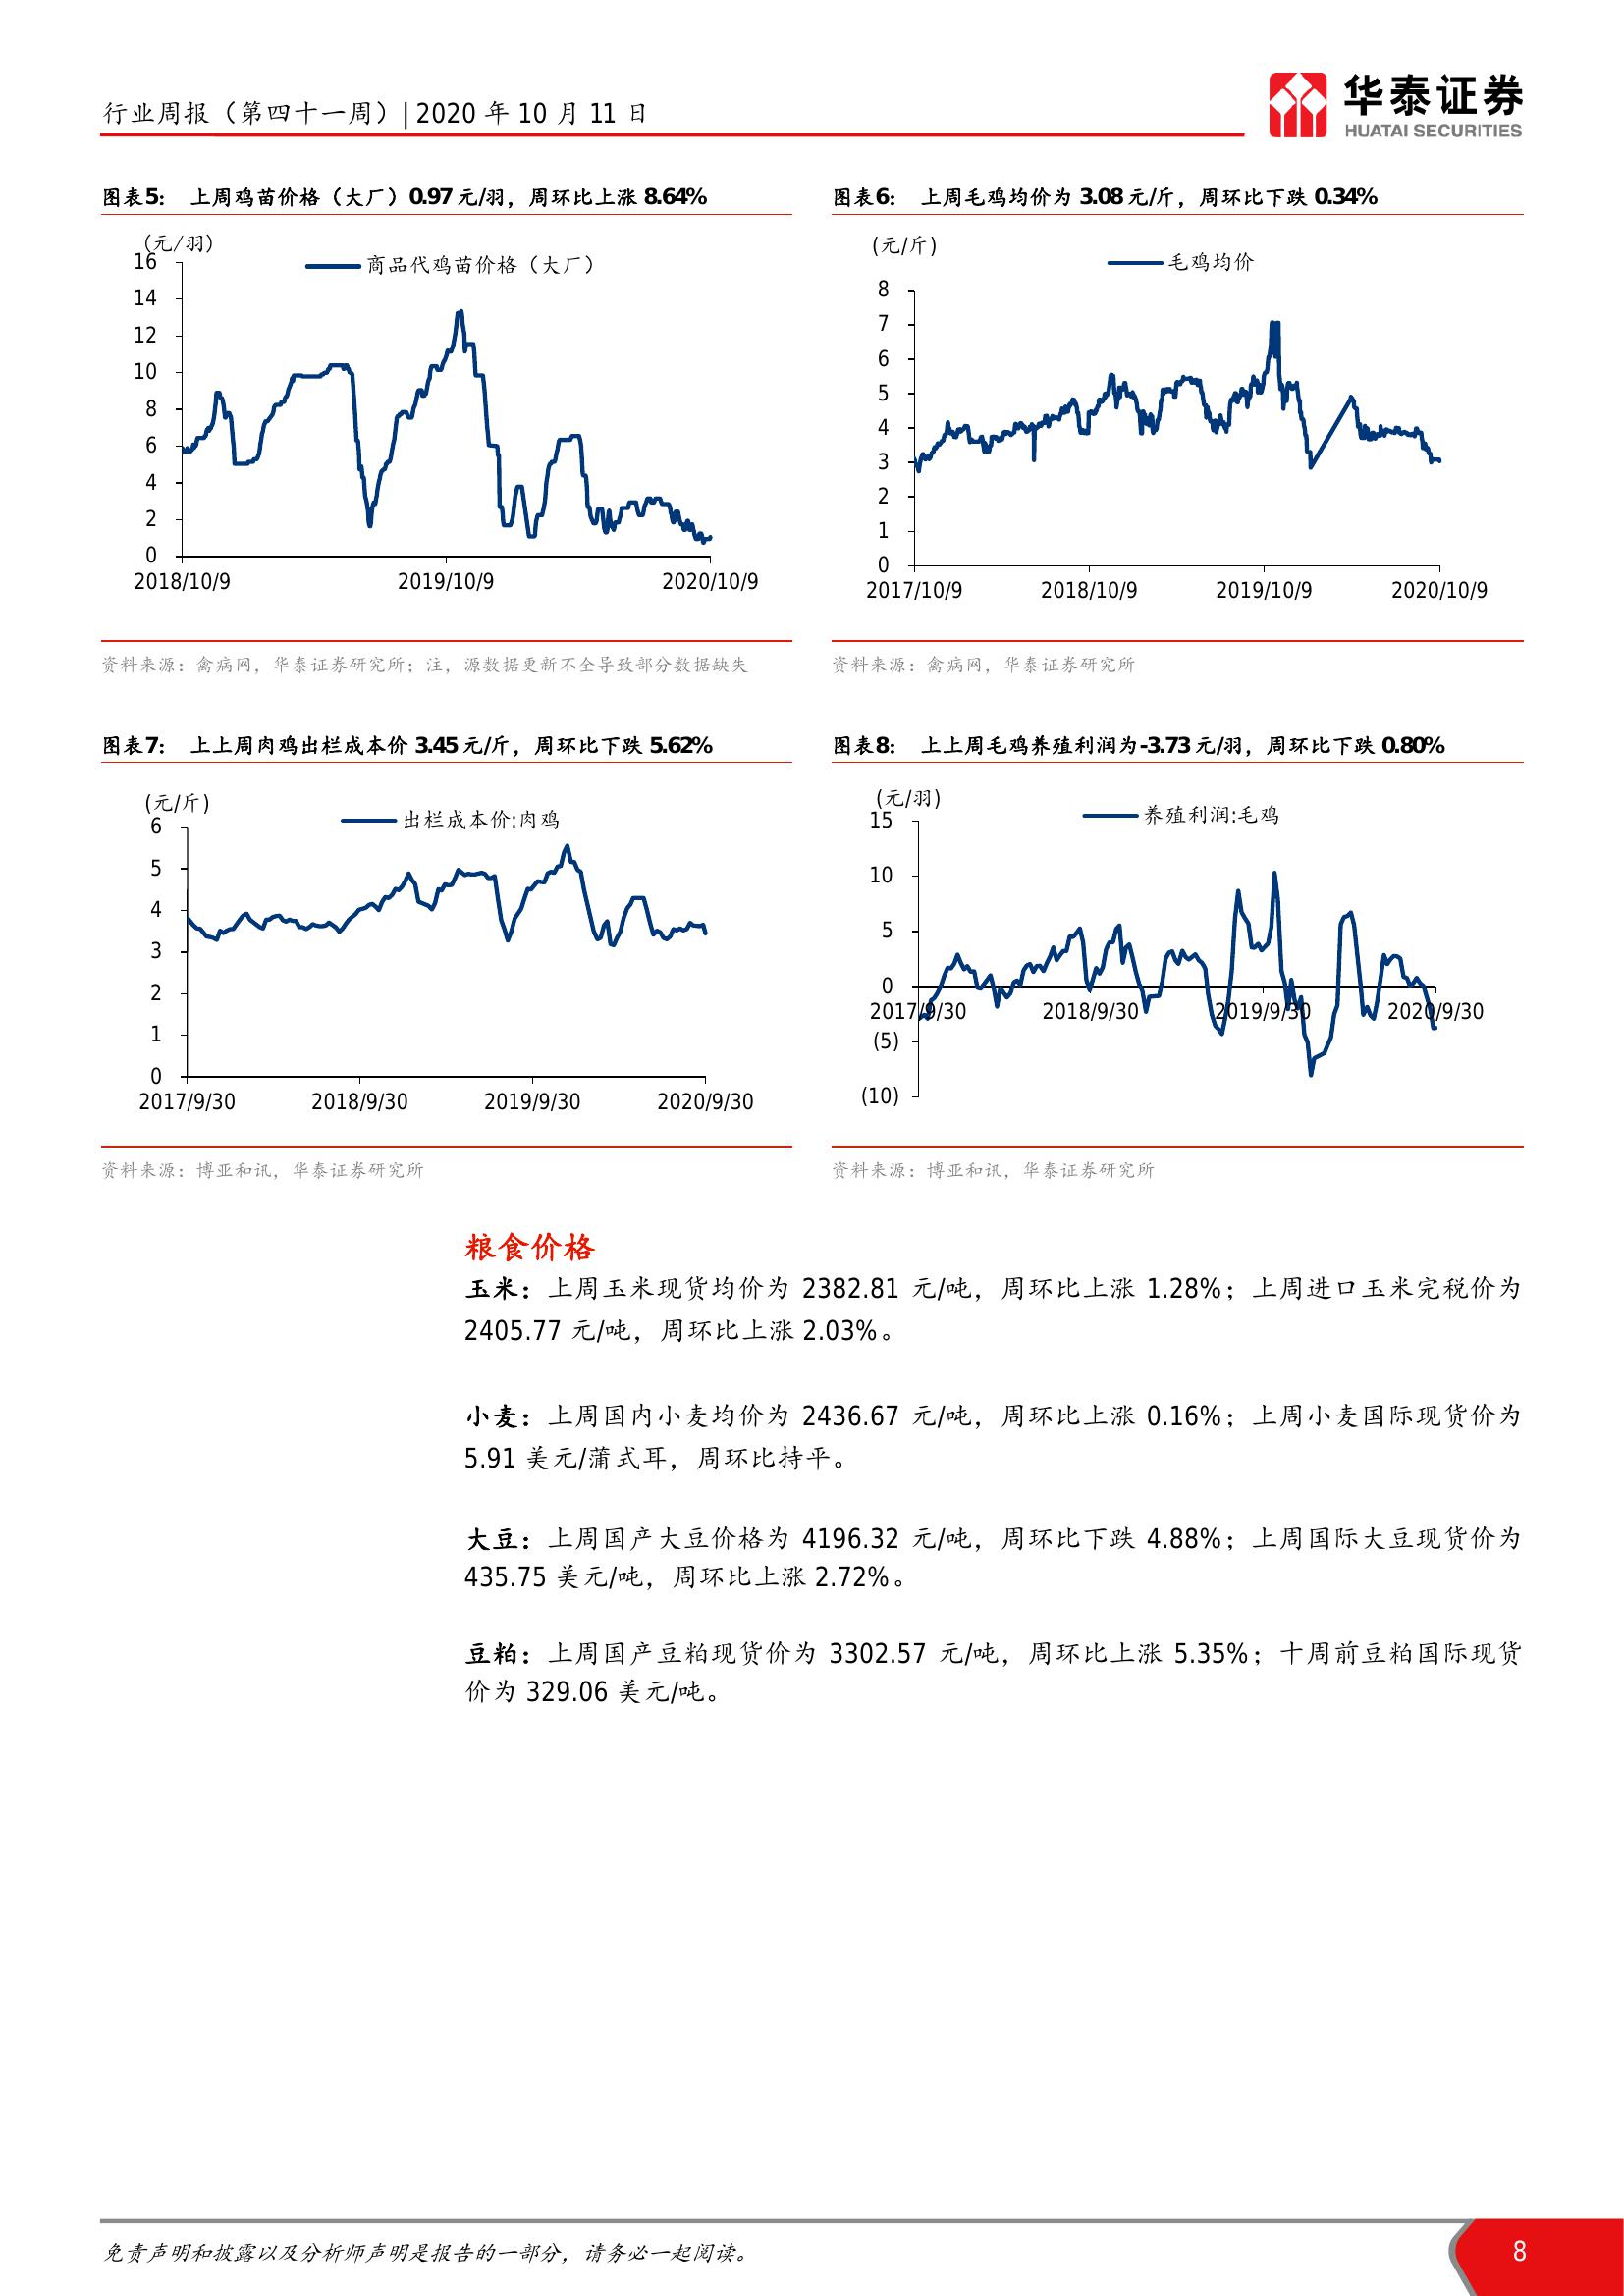 行业周报（第四十一周）| 2020 年 10 月 11 日
华泰证券
HUATAI SECURITIES
图表5： 上周鸡苗价格（大厂）0.97 元/羽，周环比上涨 8.64%
(元/羽)
商品代鸡苗价格（大厂）
16
14
12
10
8
6
4
2
0
2018/10/9 2019/10/9 2020/10/9
资料来源：禽病网，华泰证券研究所；注，源数据更新不全导致部分数据缺失
图表6： 上周毛鸡均价为 3.08 元/斤，周环比下跌 0.34%
(元/斤)
毛鸡均价
8
7
6
5
4
3
2
1
0
2017/10/9 2018/10/9 2019/10/9 2020/10/9
资料来源：禽病网，华泰证券研究所
图表7： 上上周肉鸡出栏成本价 3.45 元/斤，周环比下跌 5.62%
(元/斤)
出栏成本价:肉鸡
6
5
4
3
2
1
0
2017/9/30 2018/9/30 2019/9/30 2020/9/30
资料来源：博亚和讯，华泰证券研究所
图表8： 上上周毛鸡养殖利润为-3.73 元/羽，周环比下跌 0.80%
(元/羽)
养殖利润:毛鸡
15
10
5
0
2017/9/30 2018/9/30 2019/9/30 2020/9/30
(5)
(10)
资料来源：博亚和讯，华泰证券研究所
粮食价格
玉米：上周玉米现货均价为 2382.81 元/吨，周环比上涨 1.28%；上周进口玉米完税价为
2405.77 元/吨，周环比上涨 2.03%。
小麦：上周国内小麦均价为 2436.67 元/吨，周环比上涨 0.16%；上周小麦国际现货价为
5.91 美元/蒲式耳，周环比持平。
大豆：上周国产大豆价格为 4196.32 元/吨，周环比下跌 4.88%；上周国际大豆现货价为
435.75 美元/吨，周环比上涨 2.72%。
豆粕：上周国产豆粕现货价为 3302.57 元/吨，周环比上涨 5.35%；十周前豆粕国际现货
价为 329.06 美元/吨。
免责声明和披露以及分析师声明是报告的一部分，请务必一起阅读。
8